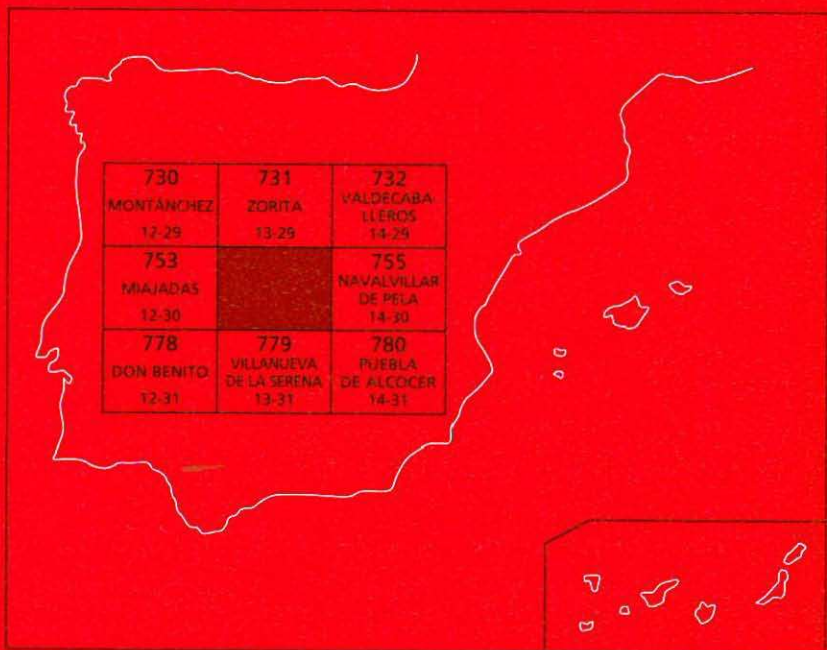 730
MONTÁNCHEZ
12-29
731
ZORITA
13-29
732
VALDECABA-
LLEROS
14-29
753
MIAJADAS
12-30
755
NAVALVILLAR
DE PELA
14-30
778
DON BENITO
12-31
779
VILLANUEVA
DE LA SERENA
13-31
780
PUEBLA
DE ALCOCER
14-31